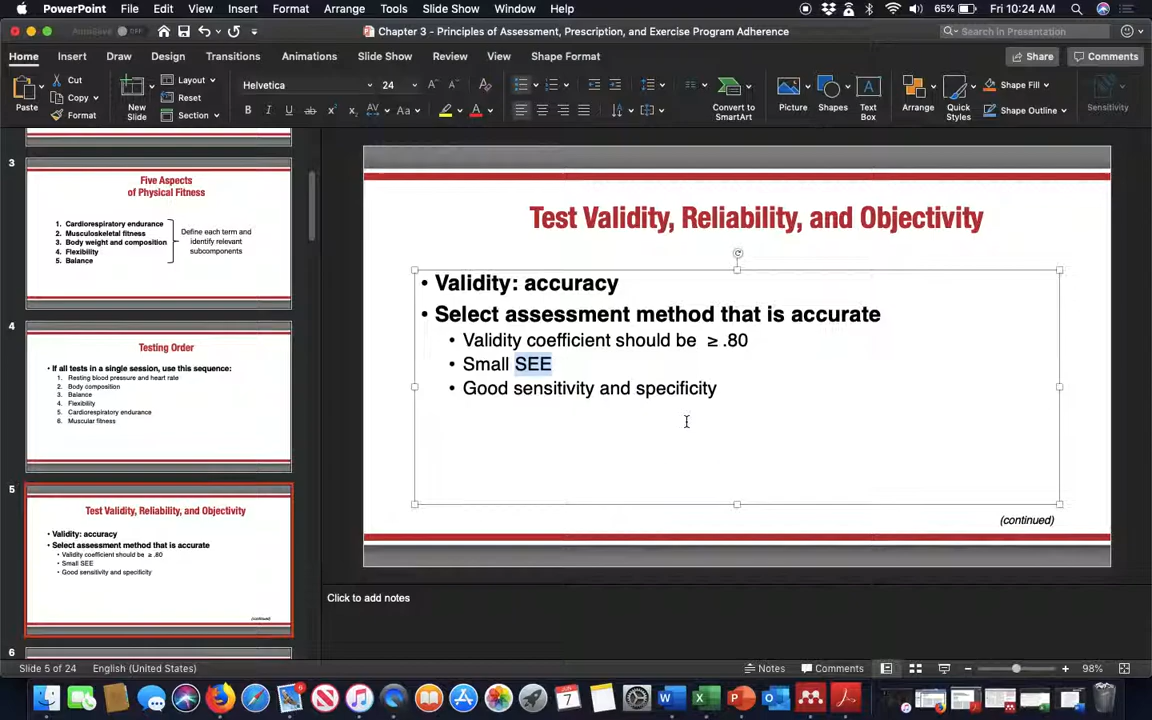 PowerPoint File Edit View Insert Format Arrange Tools Slide Show Window Help 65% Fri 10:24 AM
AutoSave OFF Chapter 3 - Principles of Assessment, Prescription, and Exercise Program Adherence Search in Presentation
Home Insert Draw Design Transitions Animations Slide Show Review View Shape Format Share Comments
Paste Cut Copy Format
New Slide Layout Reset Section
Helvetica 24
Convert to SmartArt
Picture Shapes Text Box
Arrange Quick Styles Shape Fill Shape Outline
Sensitivity
3
Five Aspects
of Physical Fitness
1. Cardiorespiratory endurance
2. Musculoskeletal fitness
3. Body weight and composition
4. Flexibility
5. Balance
Define each term and
identify relevant
subcomponents
4
Testing Order
• If all tests in a single session, use this sequence:
1. Resting blood pressure and heart rate
2. Body composition
3. Balance
4. Flexibility
5. Cardiorespiratory endurance
6. Muscular fitness
5
Test Validity, Reliability, and Objectivity
• Validity: accuracy
• Select assessment method that is accurate
• Validity coefficient should be ≥ .80
• Small SEE
• Good sensitivity and specificity
(continued)
6
Test Validity, Reliability, and Objectivity
• Validity: accuracy
• Select assessment method that is accurate
• Validity coefficient should be ≥ .80
• Small SEE
• Good sensitivity and specificity
(continued)
Click to add notes
Slide 5 of 24 English (United States) Notes Comments 98%